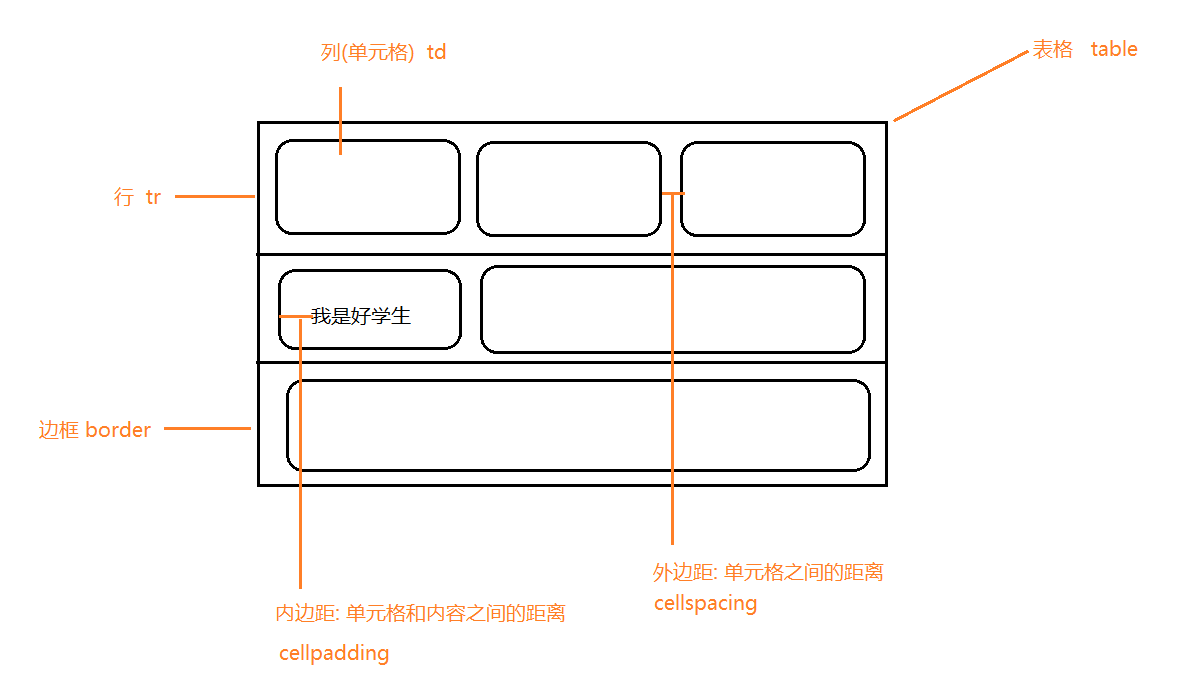 列(单元格) td
表格 table
行 tr
我是好学生
边框 border
外边距: 单元格之间的距离
cellspacing
内边距: 单元格和内容之间的距离
cellpadding